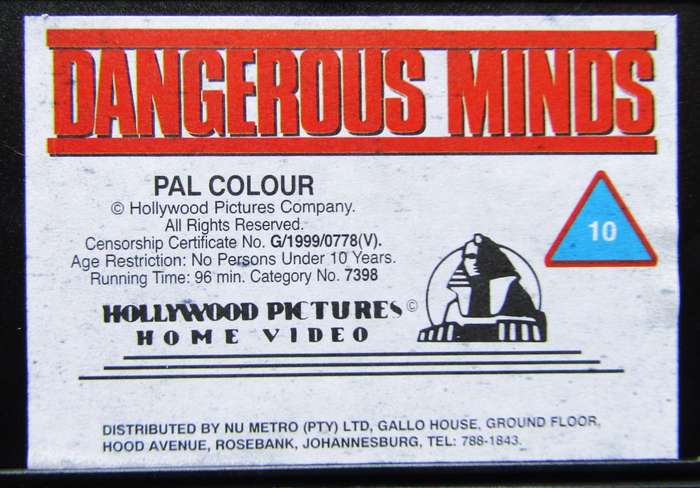 DANGEROUS MINDS
PAL COLOUR
© Hollywood Pictures Company.
All Rights Reserved.
Censorship Certificate No. G/1999/0778(V).
Age Restriction: No Persons Under 10 Years.
Running Time: 96 min. Category No. 7398
10
HOLLYWOOD PICTURES©
HOME VIDEO
DISTRIBUTED BY NU METRO (PTY) LTD, GALLO HOUSE, GROUND FLOOR,
HOOD AVENUE, ROSEBANK, JOHANNESBURG, TEL: 788-1843.